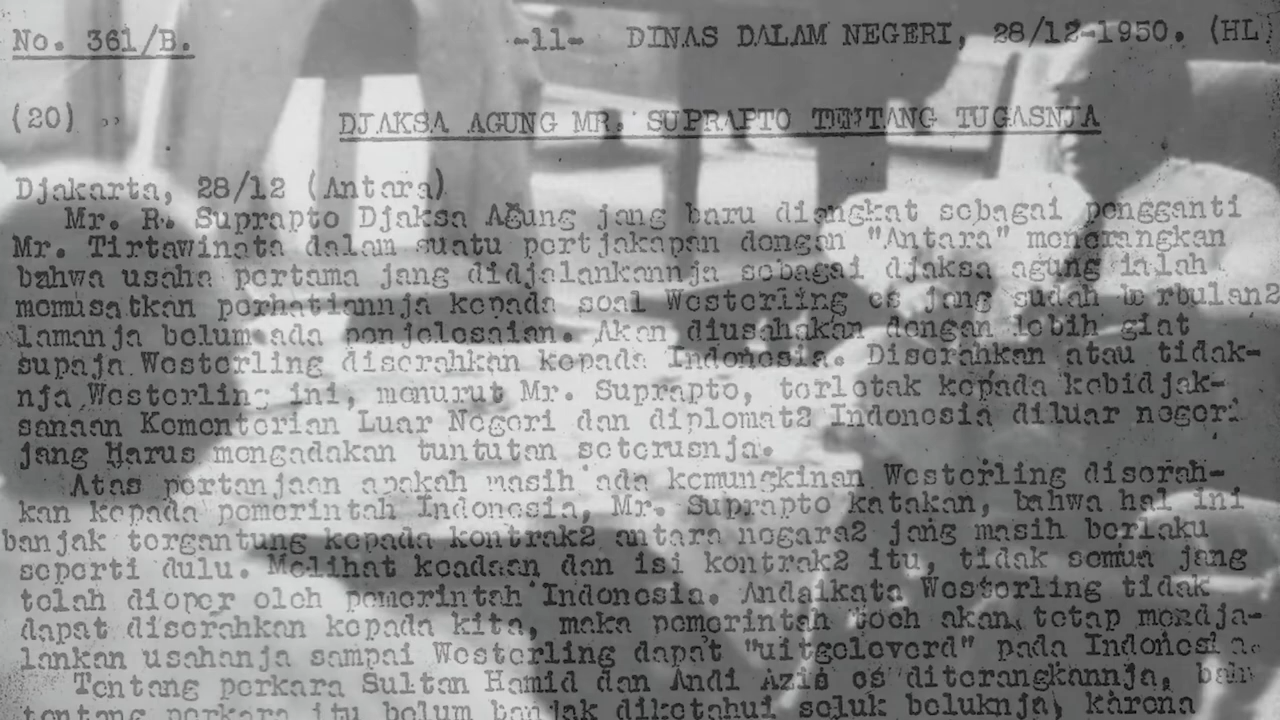 No. 361/B. -11- DINAS DALAM NEGERI, 28/12-1950. (HL
(20) DJAKSA AGUNG MR. SUPRAPTO TENTANG TUGASNJA
Djakarta, 28/12 (Antara)
Mr. R. Suprapto Djaksa Agung jang baru diangkat sebagai pengganti
Mr. Tirtawinata dalam suatu pertjakapan dengan "Antara" menerangkan
bahwa usaha pertama jang didjalankannja sebagai djaksa agung ialah
memusatkan perhatiannja kepada soal Westerling es jang sudah berbulan2
lamanja belum ada penjelesaian. Akan diusahakan dengan lebih giat
supaja Westerling diserahkan kepada Indonesia. Diserahkan atau tidak-
nja Westerling ini, menurut Mr. Suprapto, terletak kepada kebidjak-
sanaan Kementerian Luar Negeri dan diplomat2 Indonesia diluar negeri
jang Harus mengadakan tuntutan seterusnja.
Atas pertanjaan apakah masih ada kemungkinan Westerling diserah-
kan kepada pemerintah Indonesia, Mr. Suprapto katakan, bahwa hal ini
banjak tergantung kepada kontrak2 antara negara2 jang masih berlaku
seperti dulu. Melihat keadaan dan isi kontrak2 itu, tidak semua jang
telah dioper oleh pemerintah Indonesia. Andaikata Westerling tidak
dapat diserahkan kepada kita, maka pemerintah toch akan tetap mendja-
lankan usahanja sampai Westerling dapat "uitgeleverd" pada Indonesia.
Tentang perkara Sultan Hamid dan Andi Azis es diterangkannja, bah
tentang perkara itu belum banjak diketahui seluk beluknja, karena